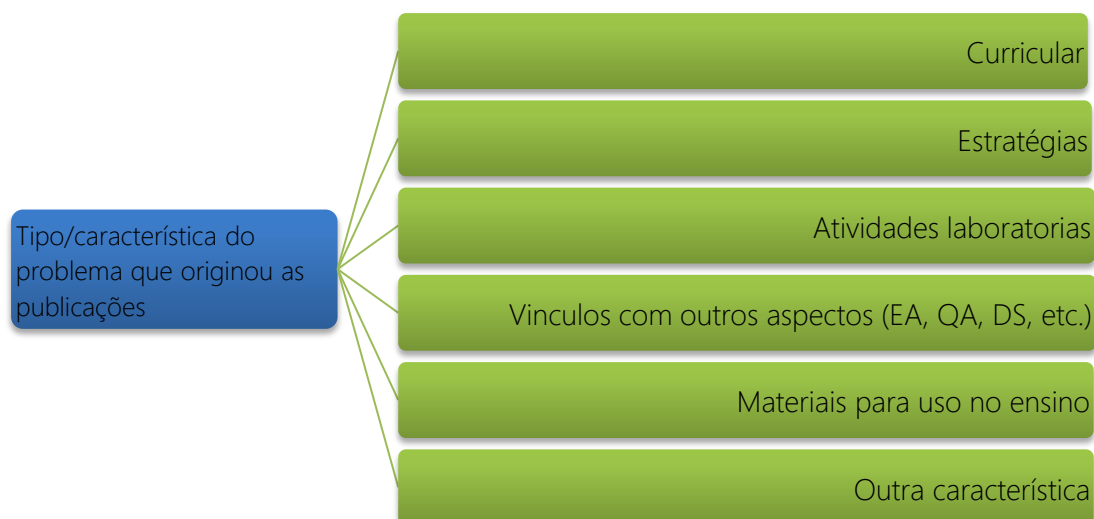 Tipo/característica do
problema que originou as
publicações
Curricular
Estratégias
Atividades laboratorias
Vinculos com outros aspectos (EA, QA, DS, etc.)
Materiais para uso no ensino
Outra característica